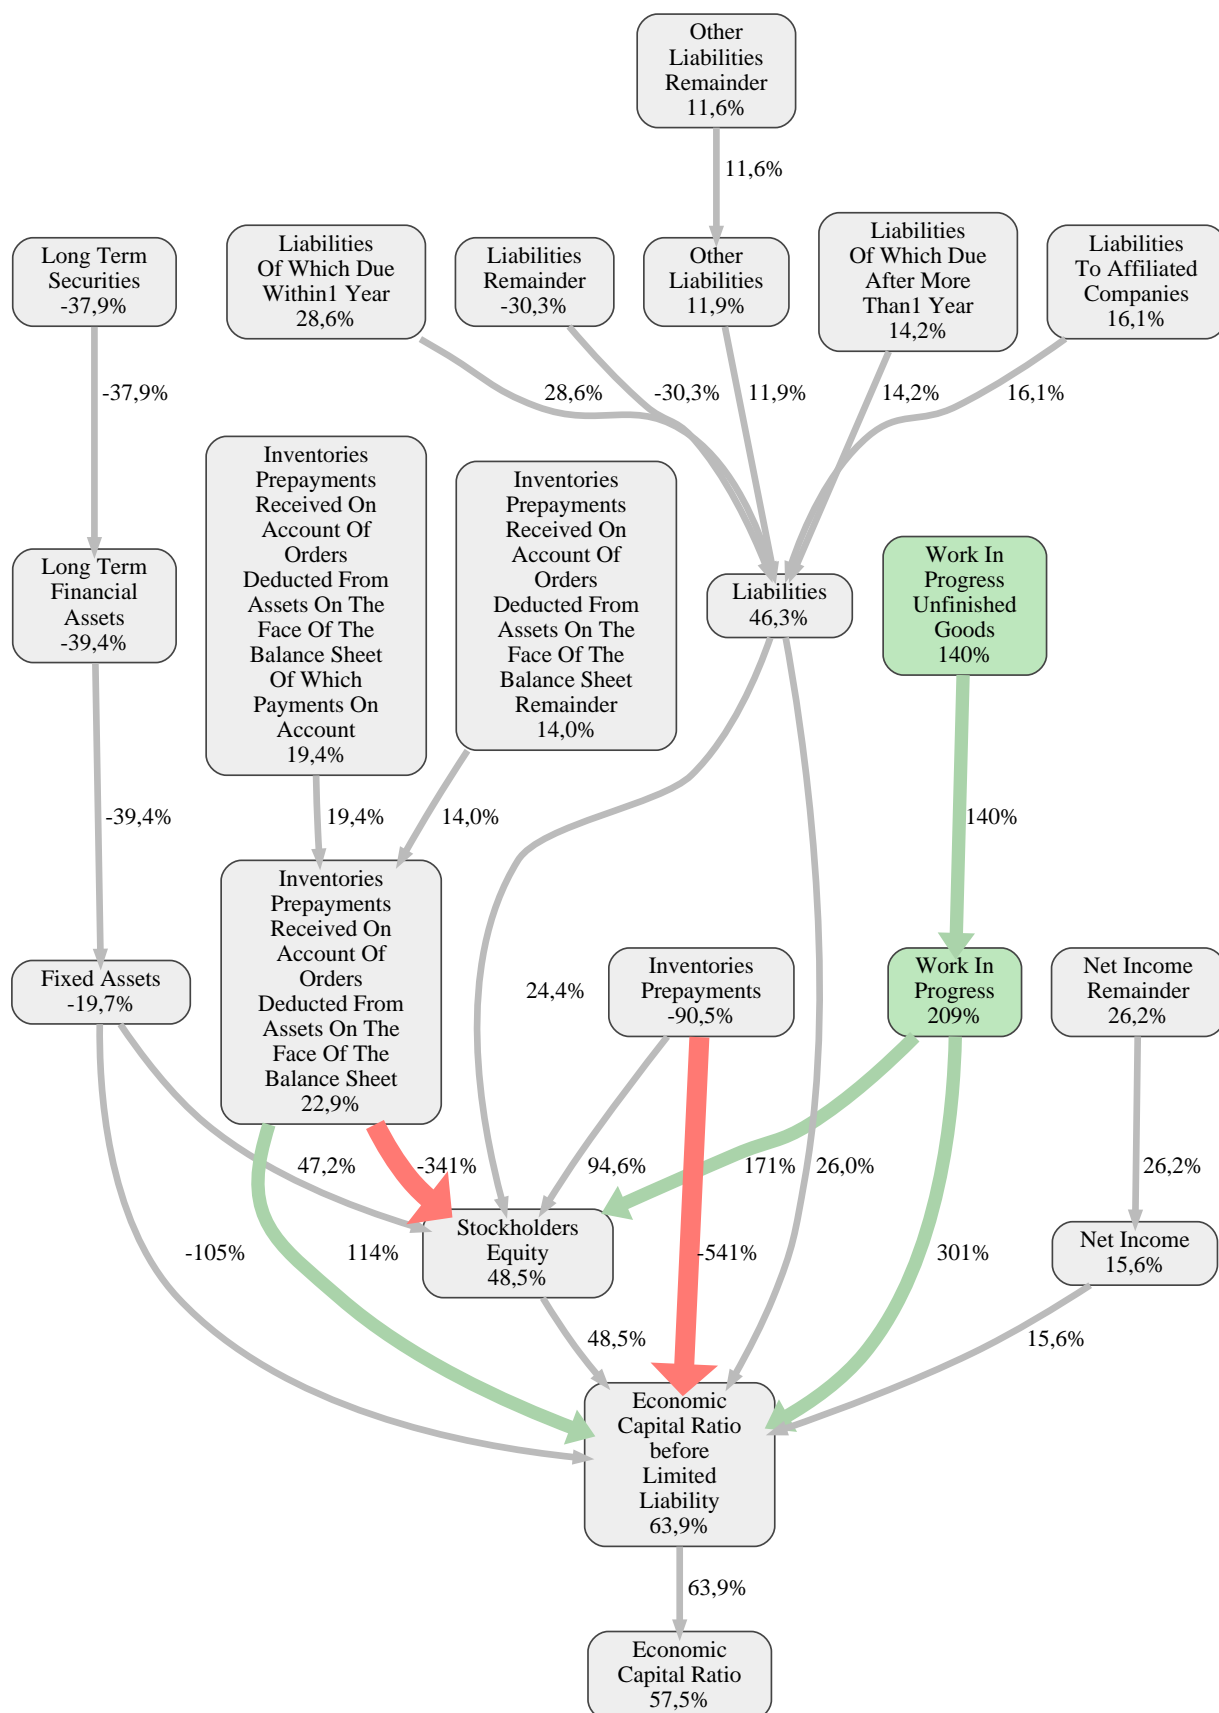 Other
Liabilities
Remainder
11,6%
11,6%
Long Term
Securities
-37,9%
Liabilities
Of Which Due
Within1 Year
28,6%
Liabilities
Remainder
-30,3%
Other
Liabilities
11,9%
Liabilities
Of Which Due
After More
Than1 Year
14,2%
Liabilities
To Affiliated
Companies
16,1%
-37,9%
28,6%
-30,3%
11,9%
14,2%
16,1%
Inventories
Prepayments
Received On
Account Of
Orders
Deducted From
Assets On The
Face Of The
Balance Sheet
Of Which
Payments On
Account
19,4%
Inventories
Prepayments
Received On
Account Of
Orders
Deducted From
Assets On The
Face Of The
Balance Sheet
Remainder
14,0%
Long Term
Financial
Assets
-39,4%
Liabilities
46,3%
Work In
Progress
Unfinished
Goods
140%
-39,4%
19,4%
14,0%
140%
Inventories
Prepayments
Received On
Account Of
Orders
Deducted From
Assets On The
Face Of The
Balance Sheet
22,9%
Fixed Assets
-19,7%
24,4%
Inventories
Prepayments
-90,5%
Work In
Progress
209%
Net Income
Remainder
26,2%
47,2%
-341%
94,6%
171%
26,0%
26,2%
-105%
114%
Stockholders
Equity
48,5%
-541%
301%
Net Income
15,6%
48,5%
15,6%
Economic
Capital Ratio
before
Limited
Liability
63,9%
63,9%
Economic
Capital Ratio
57,5%